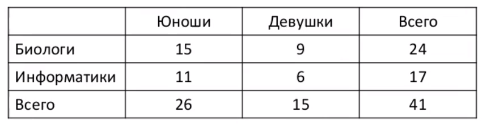 Юноши Девушки Всего
Биологи 15 9 24
Информатики 11 6 17
Всего 26 15 41